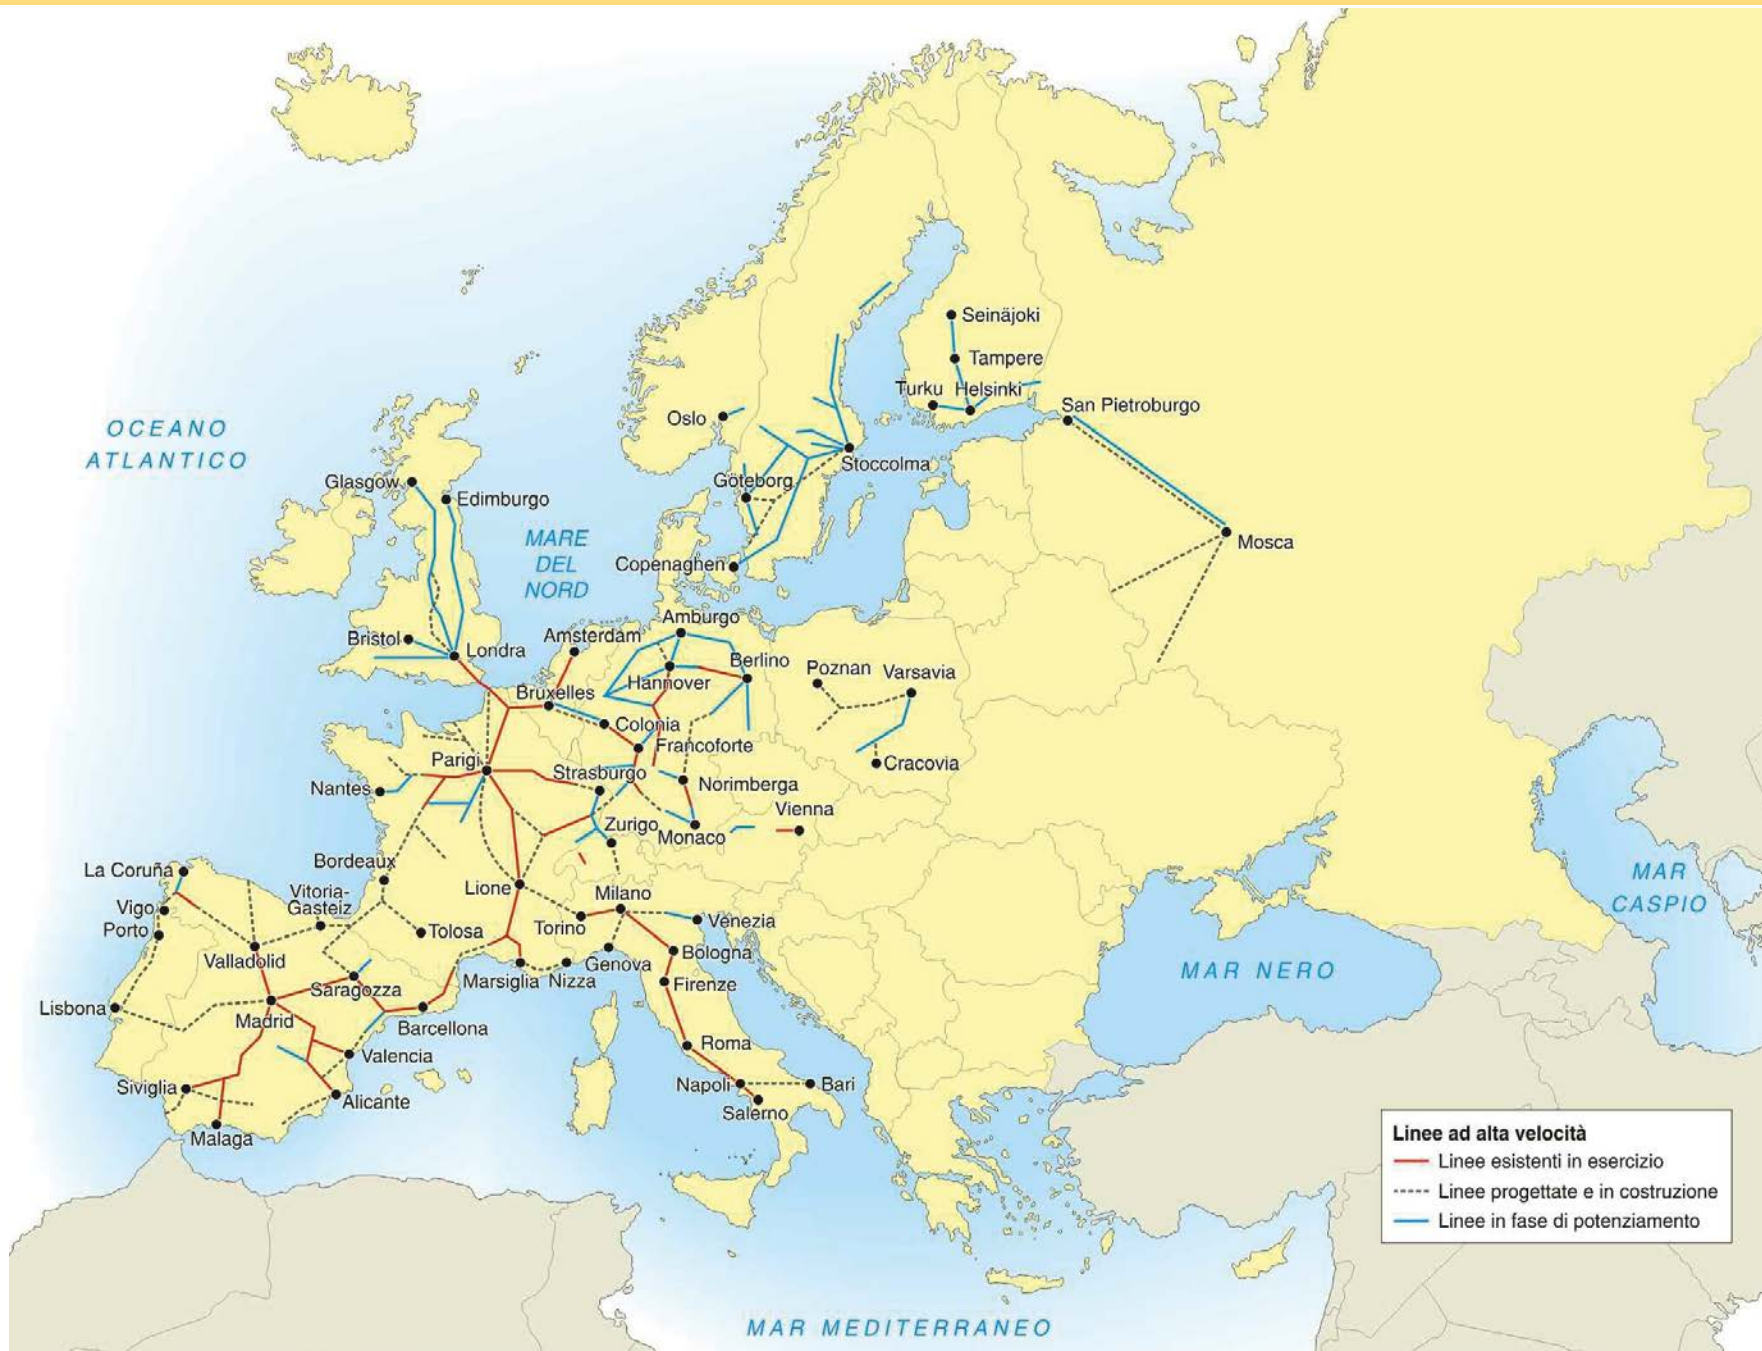 Seinäjoki
Tampere
Turku
Helsinki
Oslo
San Pietroburgo
OCEANO
ATLANTICO
Stoccolma
Glasgow
Göteborg
Edimburgo
MARE
DEL
NORD
Mosca
Copenaghen
Amburgo
Bristol
Amsterdam
Londra
Berlino
Poznan
Varsavia
Hannover
Bruxelles
Colonia
Francoforte
Parigi
Cracovia
Strasburgo
Norimberga
Nantes
Vienna
Zurigo
Monaco
Bordeaux
La Coruña
MAR
CASPIO
Vitoria-
Gasteiz
Lione
Milano
Vigo
Porto
Venezia
Torino
Tolosa
Bologna
Valladolid
Genova
MAR NERO
Marsiglia
Nizza
Firenze
Saragozza
Lisbona
Madrid
Barcellona
Roma
Valencia
Siviglia
Napoli
Bari
Alicante
Salerno
Malaga
Linee ad alta velocità
Linee esistenti in esercizio
Linee progettate e in costruzione
Linee in fase di potenziamento
MAR MEDITERRANEO